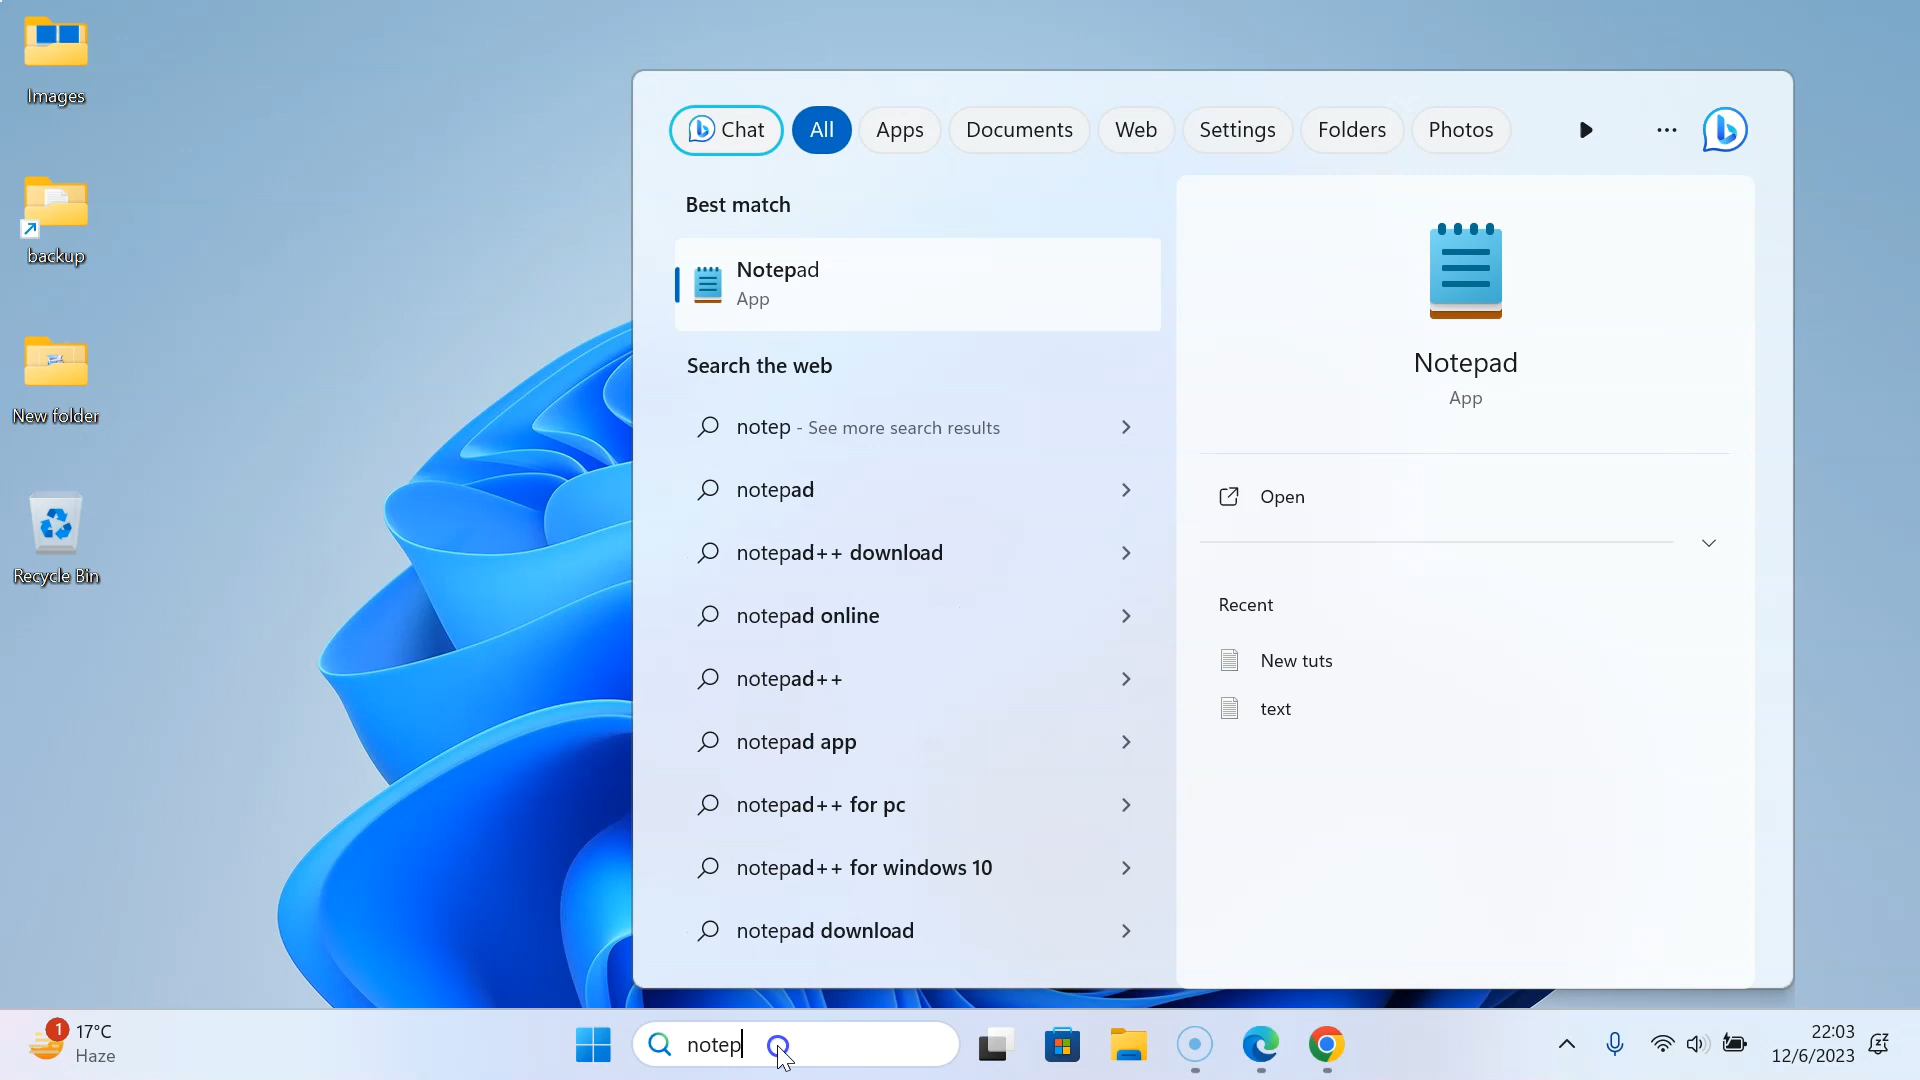 Images
backup
New folder
Recycle Bin
Chat
All
Apps
Documents
Web
Settings
Folders
Photos
Best match
Notepad
App
Search the web
notep - See more search results
notepad
notepad++ download
notepad online
notepad++
notepad app
notepad++ for pc
notepad++ for windows 10
notepad download
Notepad
App
Open
Recent
New tuts
text
1
17°C
Haze
notep
22:03
12/6/2023